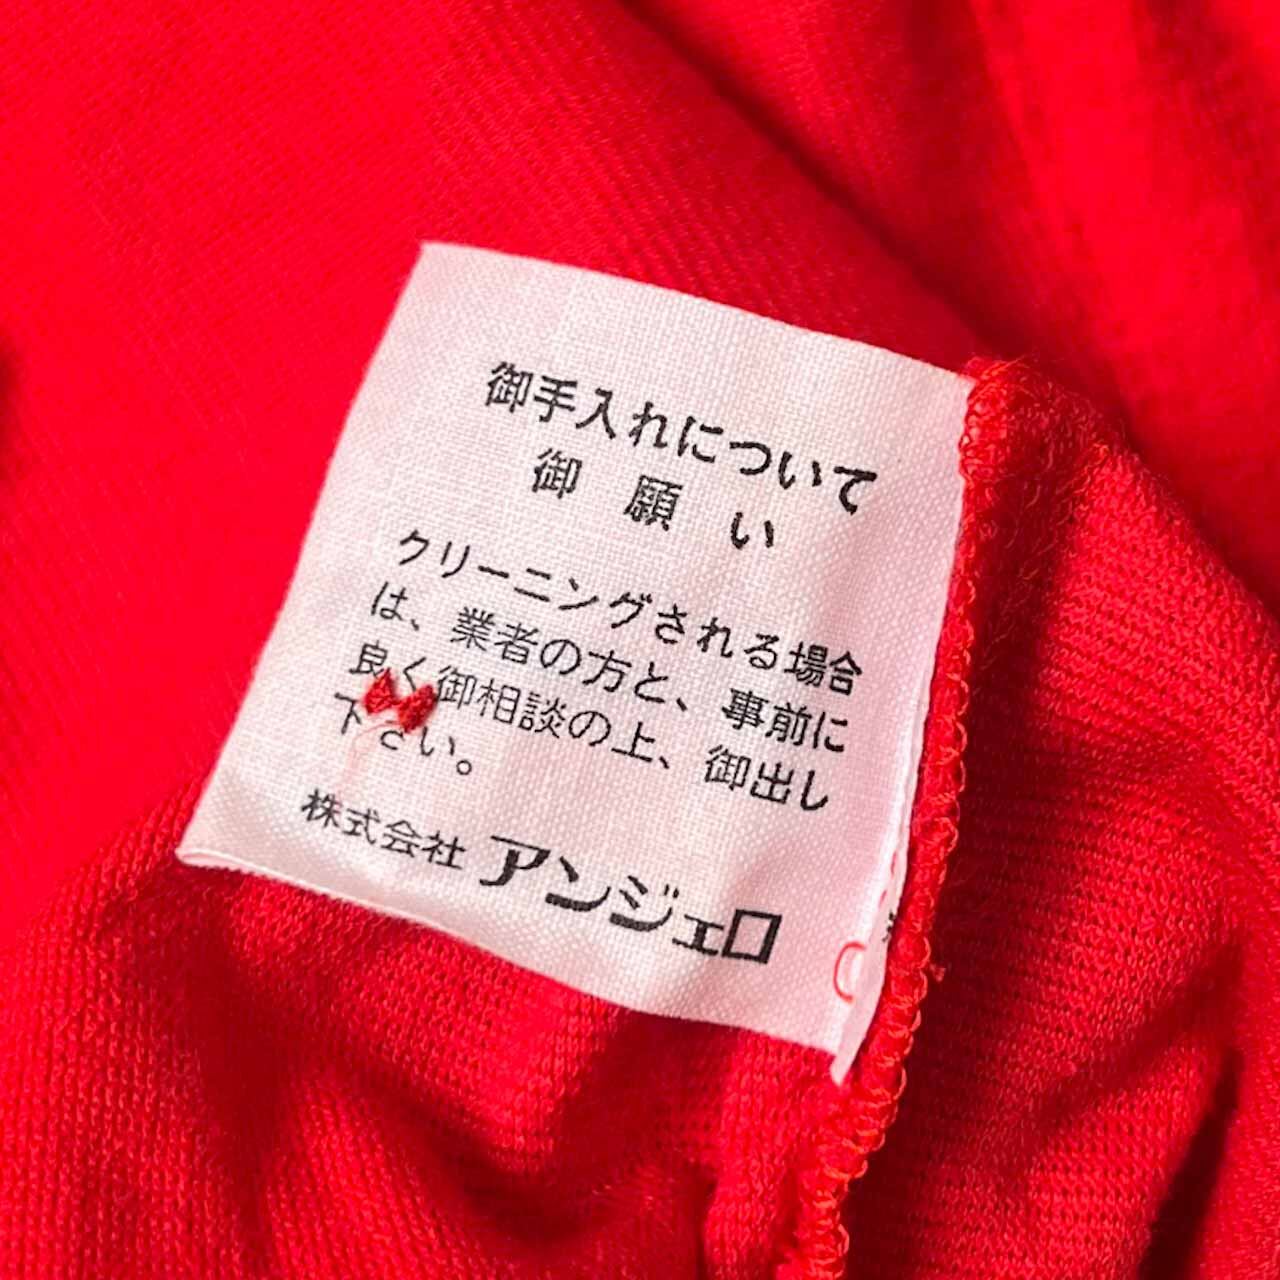 御手入れについて
御願い
クリーニングされる場合
は、業者の方と、事前に
良く御相談の上、御出し
下さい。
株式会社 アンジェロ